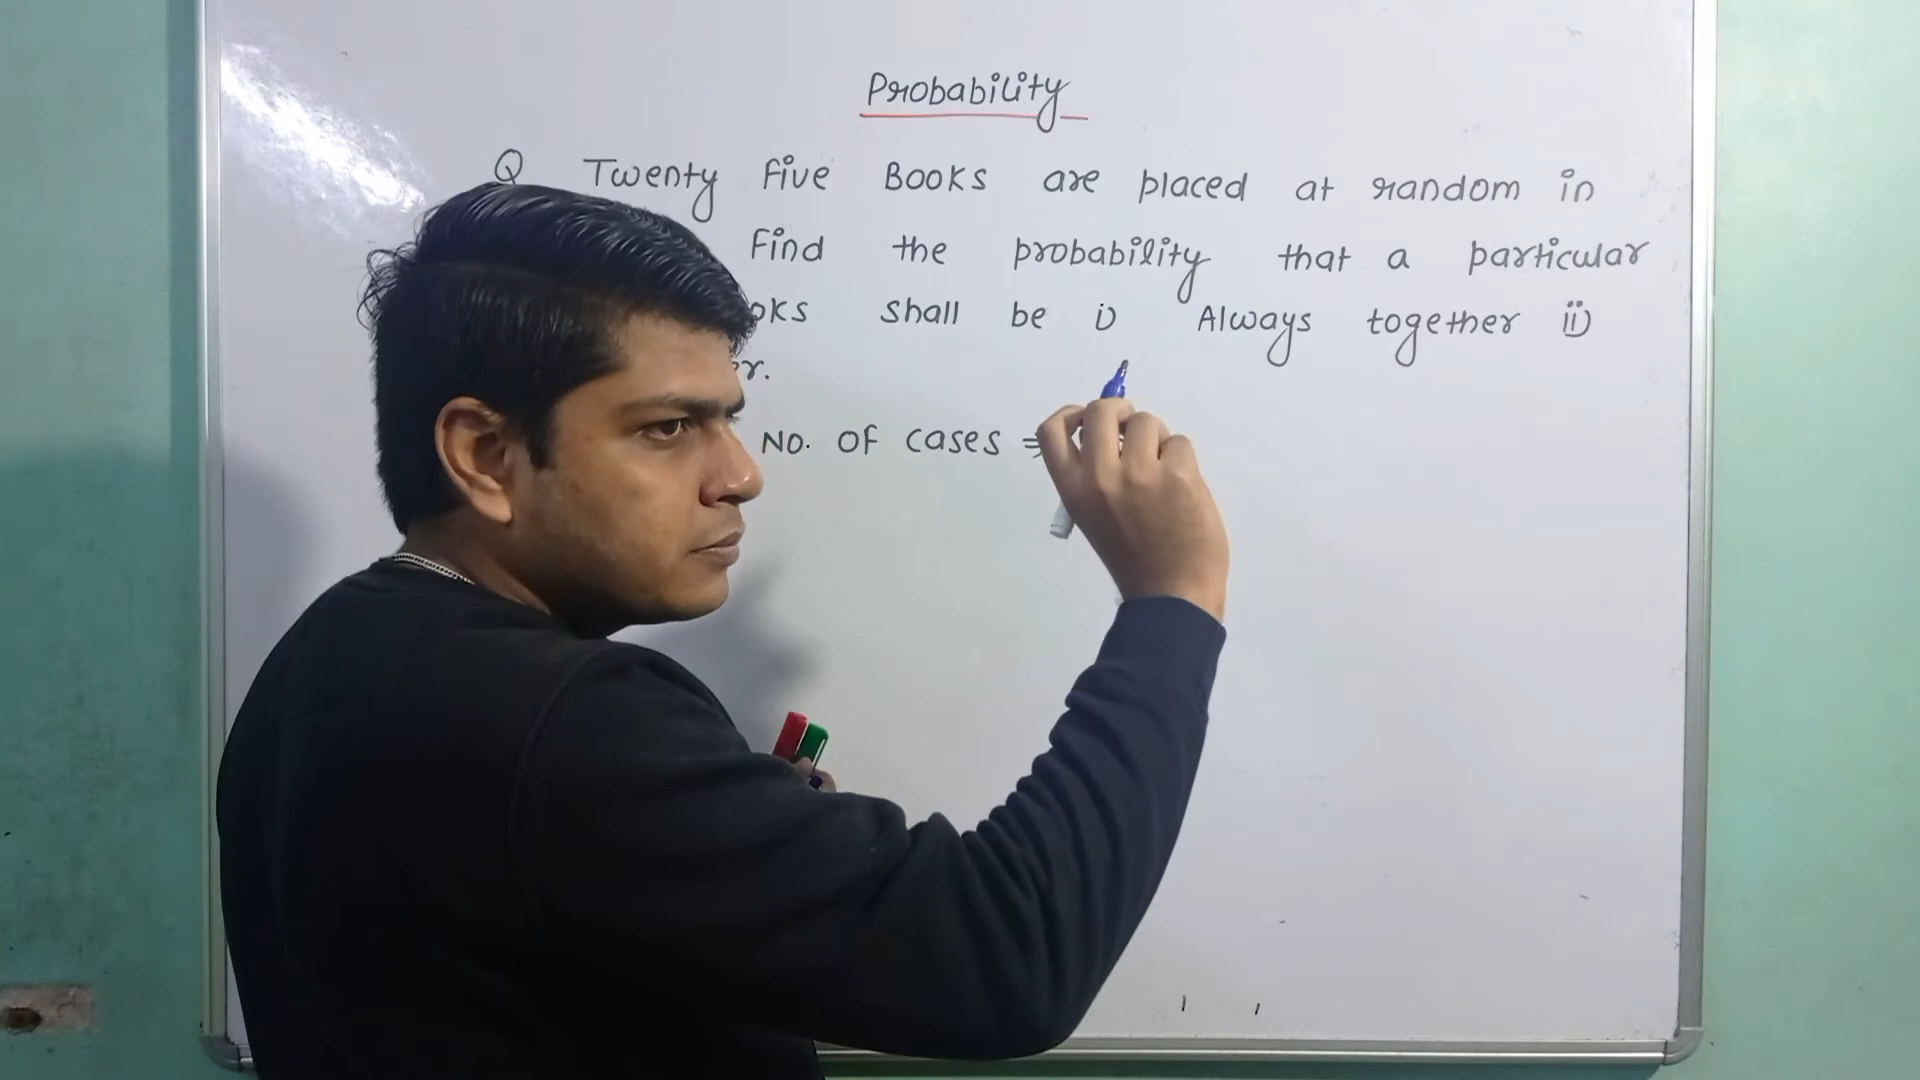 Probability
Q Twenty Five Books are placed at random in
Find the probability that a particular
shall be i) Always together ii)
No. of cases ⇒